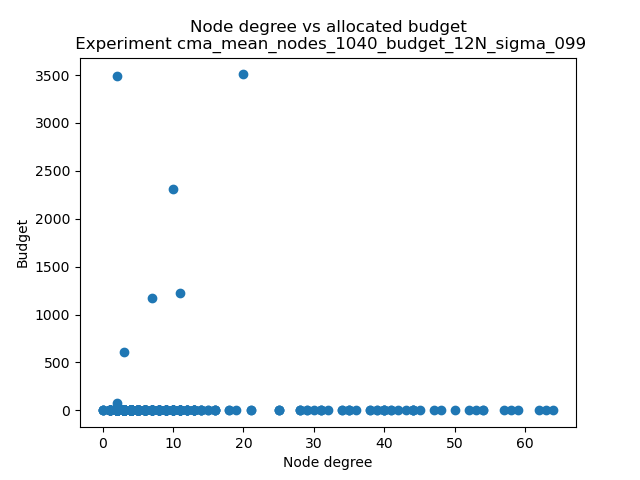 Node degree vs allocated budget
Experiment cma_mean_nodes_1040_budget_12N_sigma_099
3500
3000
2500
2000
1500
1000
500
0
Budget
0 10 20 30 40 50 60
Node degree